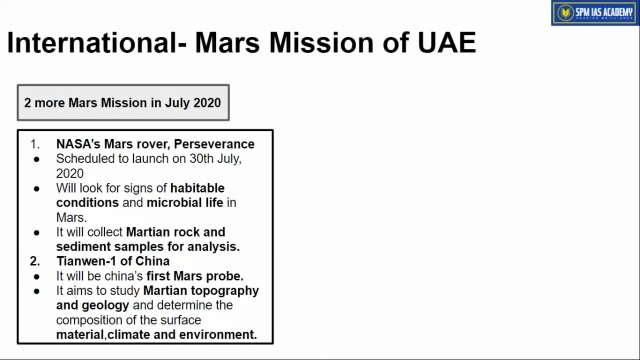 SPM IAS ACADEMY
International- Mars Mission of UAE
2 more Mars Mission in July 2020
1. NASA's Mars rover, Perseverance
● Scheduled to launch on 30th July,
2020
● Will look for signs of habitable
conditions and microbial life in
Mars.
● It will collect Martian rock and
sediment samples for analysis.
2. Tianwen-1 of China
● It will be china's first Mars probe.
● It aims to study Martian topography
and geology and determine the
composition of the surface
material,climate and environment.